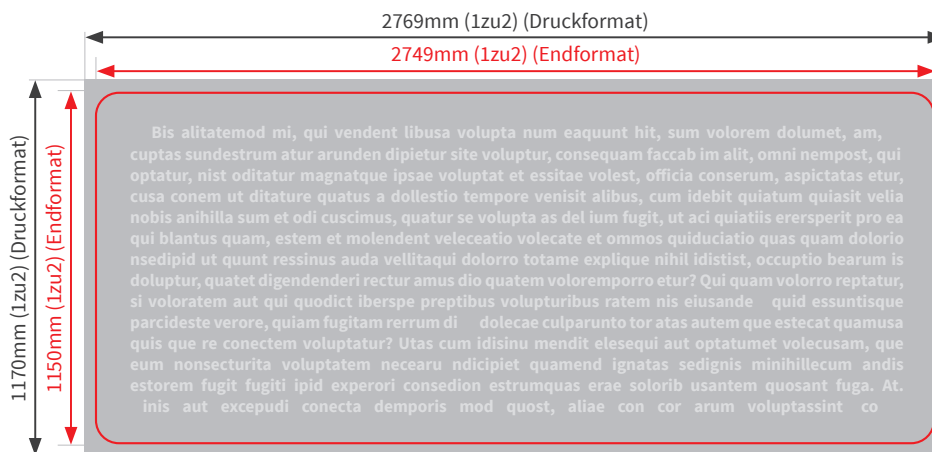 2769mm (1zu2) (Druckformat)
2749mm (1zu2) (Endformat)
1170mm (1zu2) (Druckformat)
1150mm (1zu2) (Endformat)
Bis alitatemod mi, qui vendent libusa volupta num eaquunt hit, sum volorem dolumet, am,
cuptas sundestrum atur arunden dipietur site voluptur, consequam faccab im alit, omni nempost, qui
optatur, nist oditatur magnatque ipsae voluptat et essitae volest, officia conserum, aspictatas etur,
cusa conem ut ditature quatus a dollestio tempore venisit alibus, cum idebit quiatum quiasit velia
nobis anihilla sum et odi cuscimus, quatur se volupta as del ium fugit, ut aci quiatiis erersperit pro ea
qui blantus quam, estem et molendent veleceatio volecate et ommos quiduciatio quas quam dolorio
nsedipid ut quunt ressinus auda vellitaqui dolorro totame explique nihil idistist, occuptio bearum is
doluptur, quatet digendenderi rectur amus dio quatem voloremporro etur? Qui quam volorro reptatur,
si voloratem aut qui quodict iberspe preptibus volupturibus ratem nis eiusande quid essuntisque
parcideste verore, quiam fugitam rerrum di dolecae culparunto tor atas autem que estecat quamusa
quis que re conectem voluptatur? Utas cum idisinu mendit elesequi aut optatumet volecusam, que
eum nonsecturita voluptatem necearu ndicipiet quamend ignatas sedignis minihillecum andis
estorem fugit fugiti ipid experori consedion estrumquas erae solorib usantem quosant fuga. At.
inis aut excepudi conecta demporis mod quost, aliae con cor arum voluptassint co